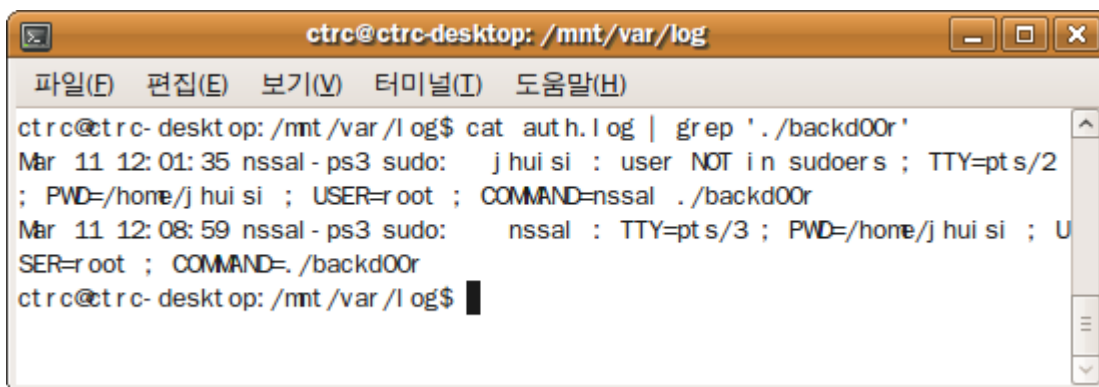 ctrc@ctrc-desktop: /mnt/var/log
파일(F) 편집(E) 보기(V) 터미널(T) 도움말(H)
ctrc@ctrc-desktop:/mnt/var/log$ cat auth.log | grep './backd00r'
Mar 11 12:01:35 nssal-ps3 sudo:   jhuisi : user NOT in sudoers ; TTY=pts/2
; PWD=/home/jhuisi ; USER=root ; COMMAND=nssal ./backd00r
Mar 11 12:08:59 nssal-ps3 sudo:    nssal : TTY=pts/3 ; PWD=/home/jhuisi ; U
SER=root ; COMMAND=./backd00r
ctrc@ctrc-desktop:/mnt/var/log$